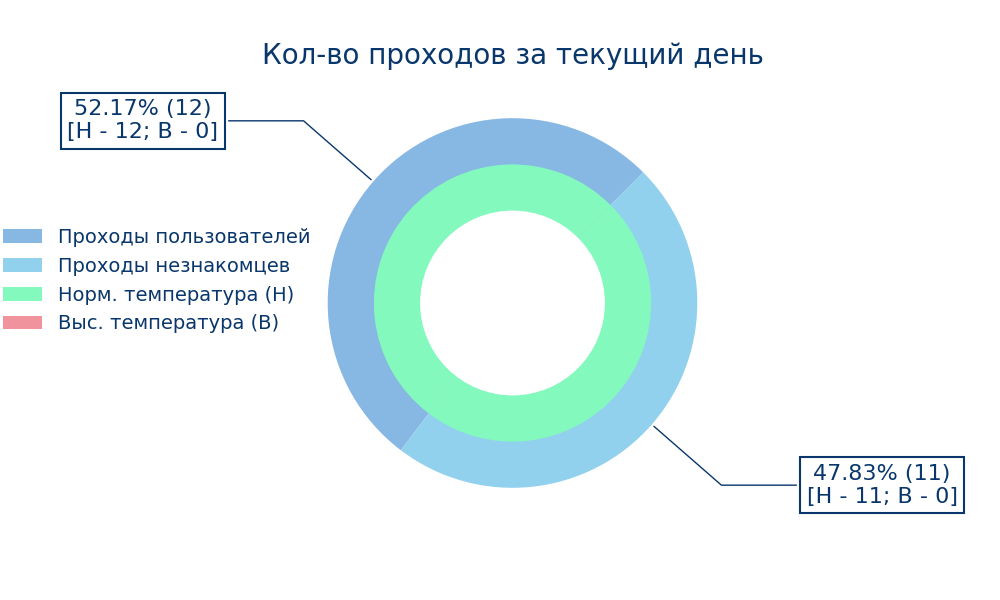 Кол-во проходов за текущий день
52.17% (12)
[Н - 12; В - 0]
Проходы пользователей
Проходы незнакомцев
Норм. температура (Н)
Выс. температура (В)
47.83% (11)
[Н - 11; В - 0]